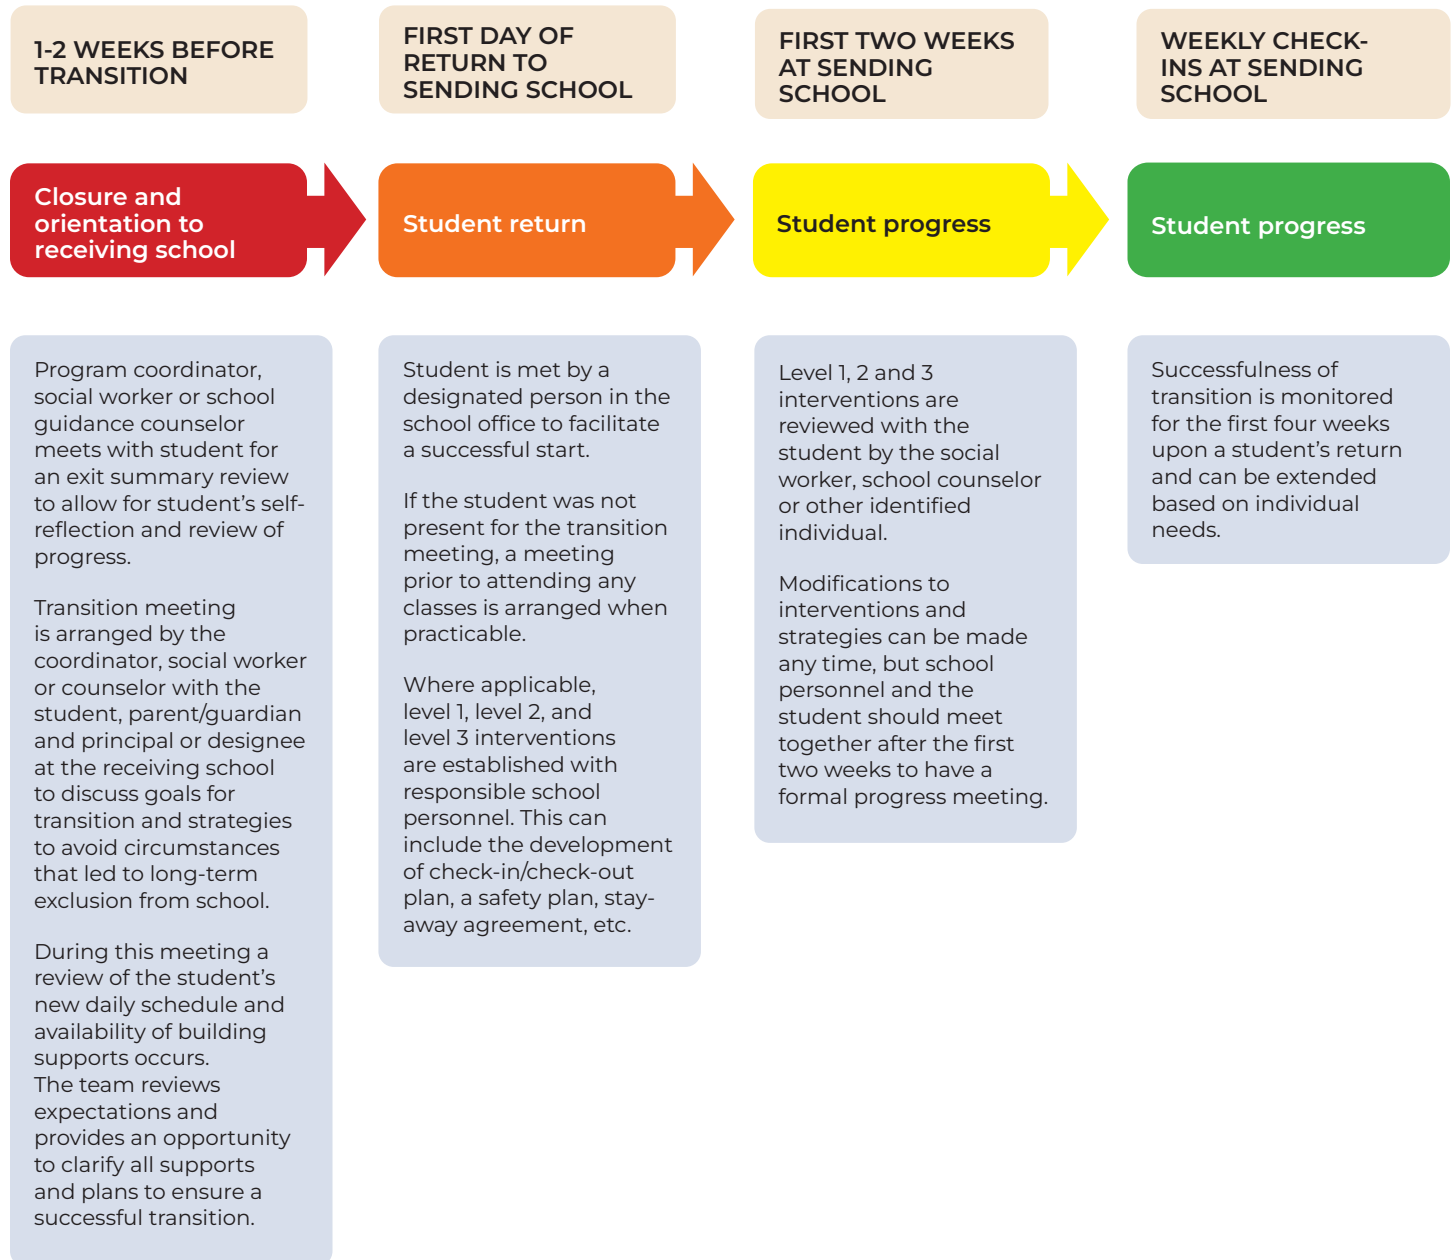 1-2 WEEKS BEFORE
TRANSITION
FIRST DAY OF
RETURN TO
SENDING SCHOOL
FIRST TWO WEEKS
AT SENDING
SCHOOL
WEEKLY CHECK-
INS AT SENDING
SCHOOL
Closure and
orientation to
receiving school
Student return
Student progress
Student progress
Program coordinator,
social worker or school
guidance counselor
meets with student for
an exit summary review
to allow for student’s self-
reflection and review of
progress.
Transition meeting
is arranged by the
coordinator, social worker
or counselor with the
student, parent/guardian
and principal or designee
at the receiving school
to discuss goals for
transition and strategies
to avoid circumstances
that led to long-term
exclusion from school.
During this meeting a
review of the student’s
new daily schedule and
availability of building
supports occurs.
The team reviews
expectations and
provides an opportunity
to clarify all supports
and plans to ensure a
successful transition.
Student is met by a
designated person in the
school office to facilitate
a successful start.
If the student was not
present for the transition
meeting, a meeting
prior to attending any
classes is arranged when
practicable.
Where applicable,
level 1, level 2, and
level 3 interventions
are established with
responsible school
personnel. This can
include the development
of check-in/check-out
plan, a safety plan, stay-
away agreement, etc.
Level 1, 2 and 3
interventions are
reviewed with the
student by the social
worker, school counselor
or other identified
individual.
Modifications to
interventions and
strategies can be made
any time, but school
personnel and the
student should meet
together after the first
two weeks to have a
formal progress meeting.
Successfulness of
transition is monitored
for the first four weeks
upon a student’s return
and can be extended
based on individual
needs.